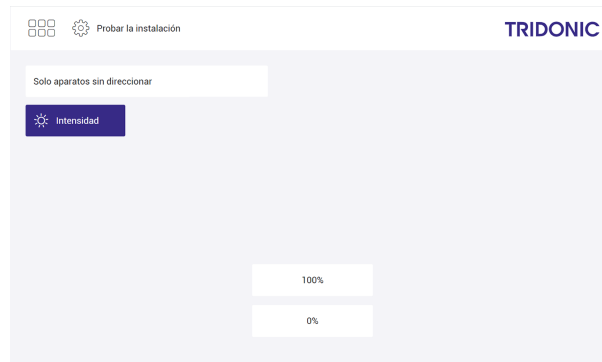 Probar la instalación
TRIDONIC
Solo aparatos sin direccionar
Intensidad
100%
0%